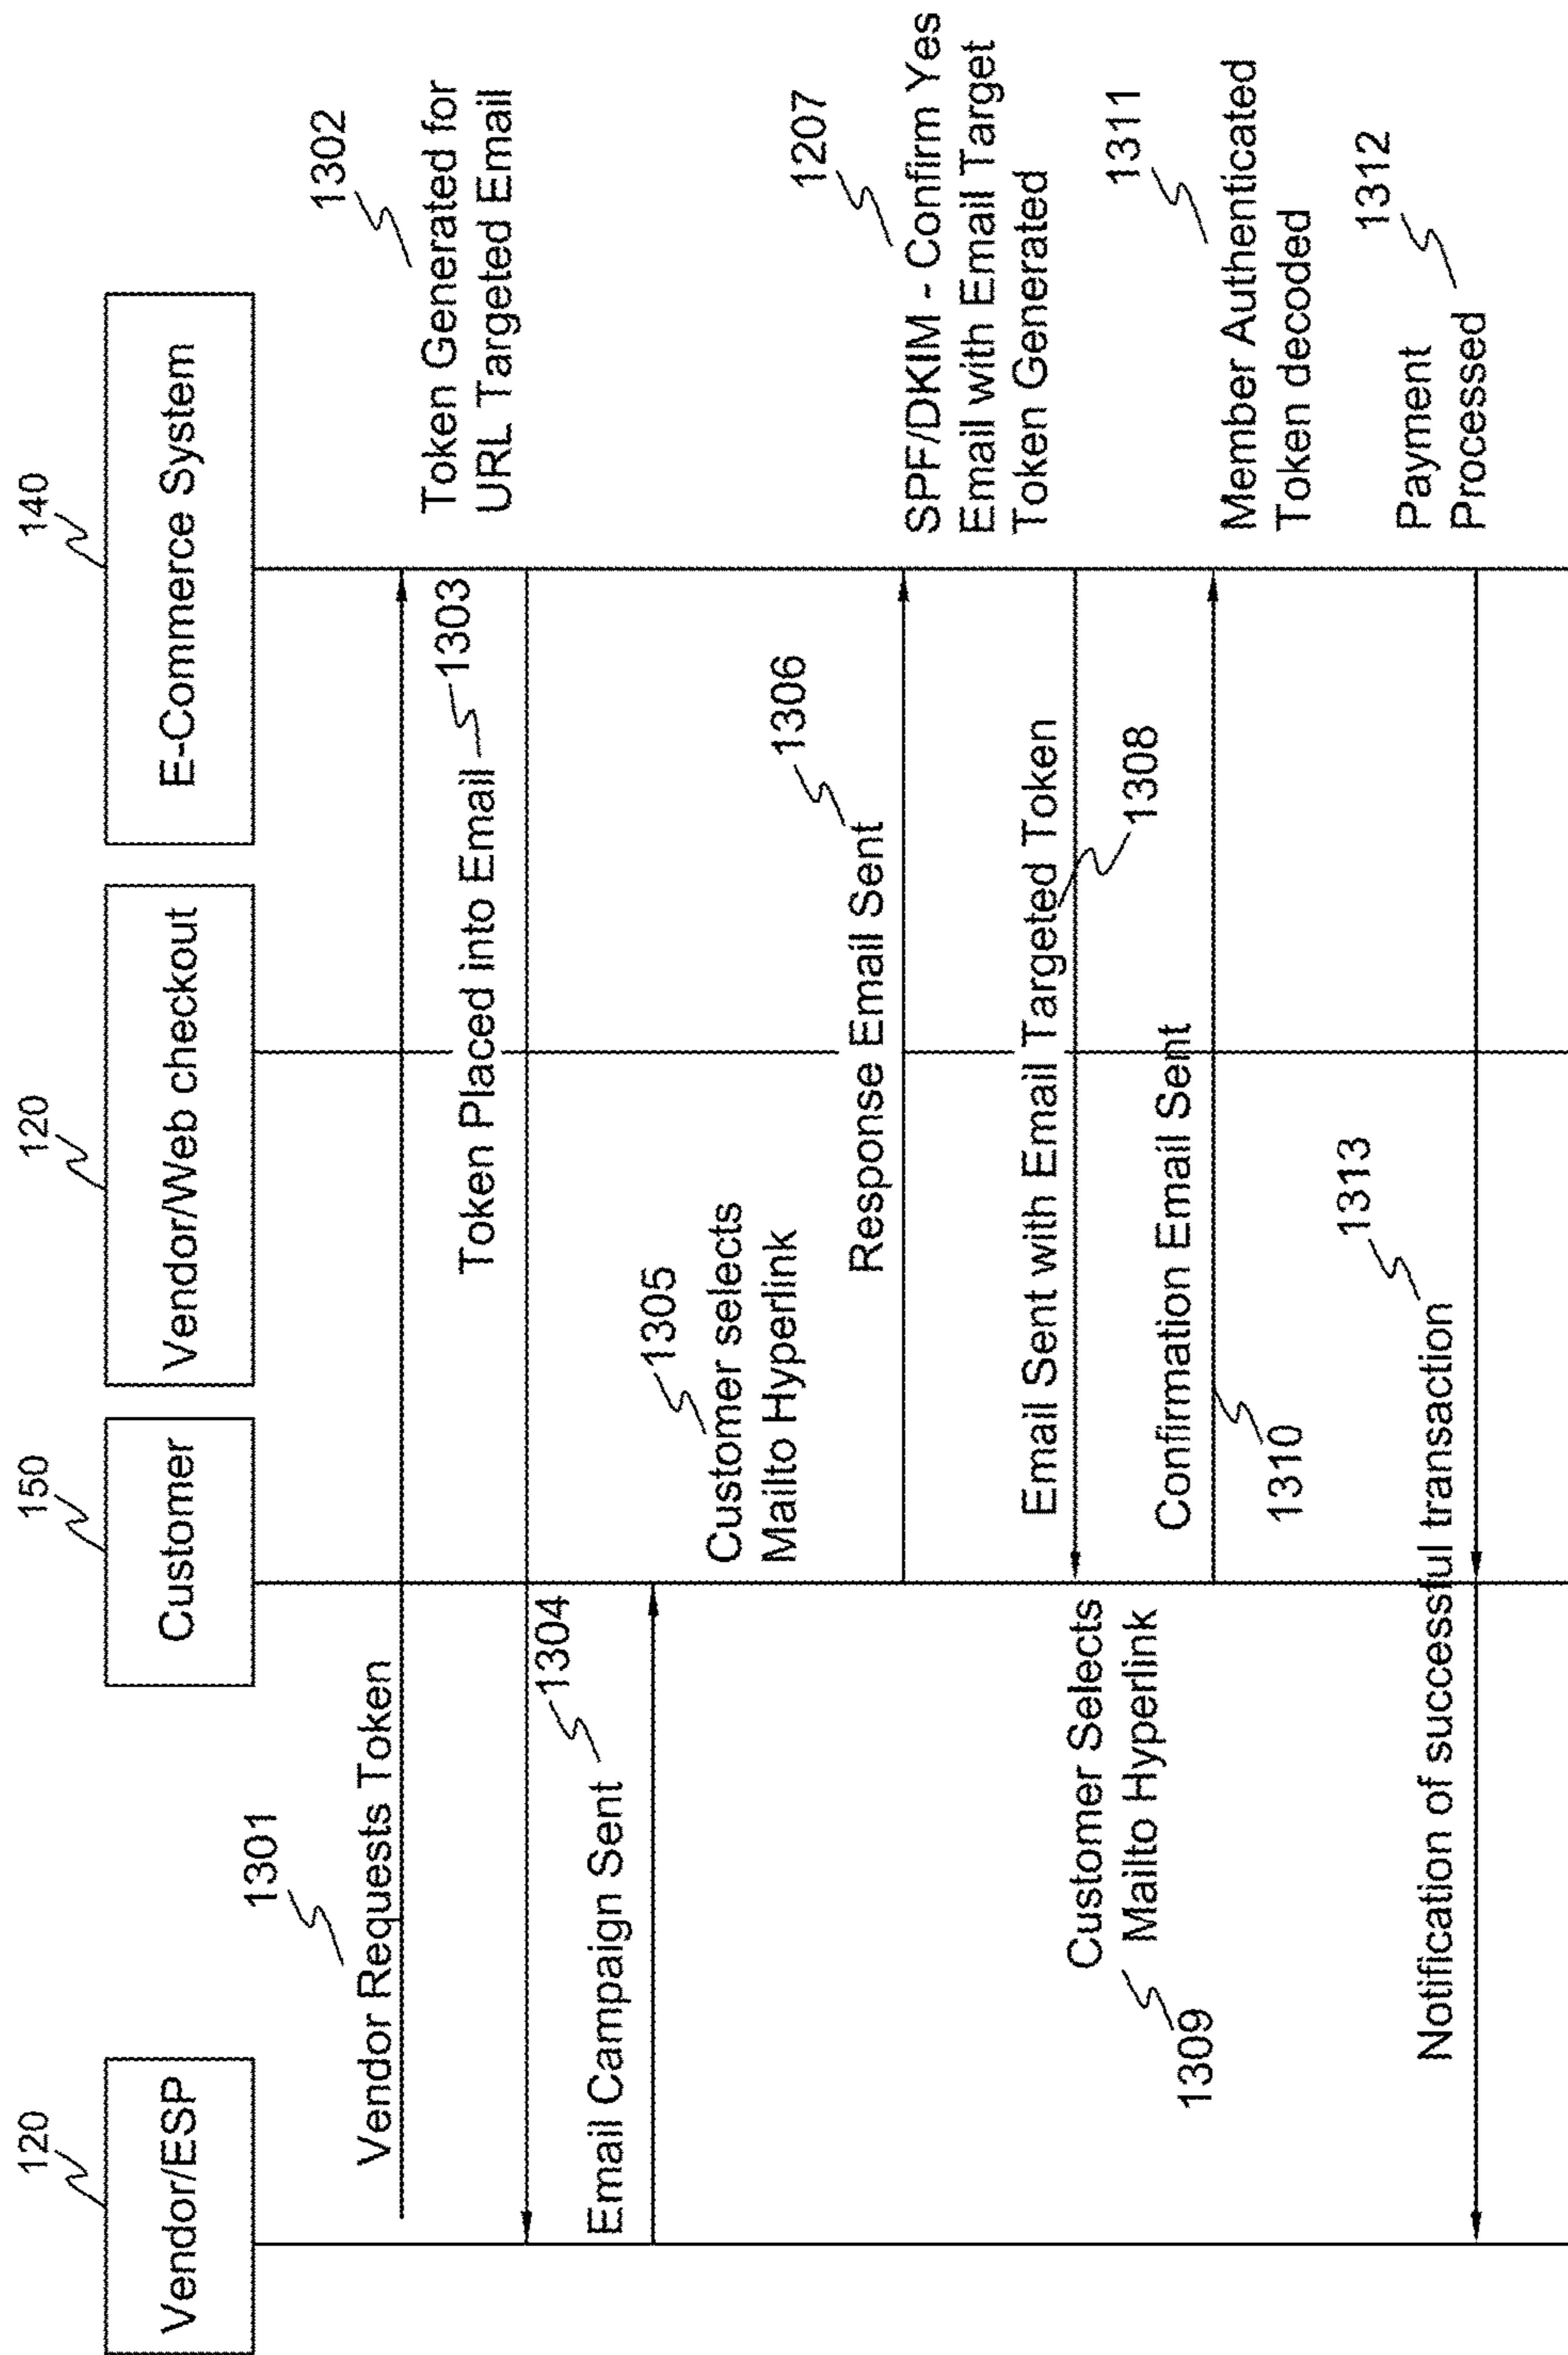 120
150
120
140
Vendor/ESP
Customer
Vendor/Web checkout
E-Commerce System
1301
Vendor Requests Token
1302
Token Generated for
URL Targeted Email
Token Placed into Email
1303
1304
Email Campaign Sent
1305
Customer selects
Mailto Hyperlink
1306
Response Email Sent
1207
SPF/DKIM - Confirm Yes
Email with Email Target
Token Generated
Email Sent with Email Targeted Token
1308
Customer Selects
Mailto Hyperlink
1309
Confirmation Email Sent
1310
1311
Member Authenticated
Token decoded
1312
Payment
Processed
1313
Notification of successful transaction